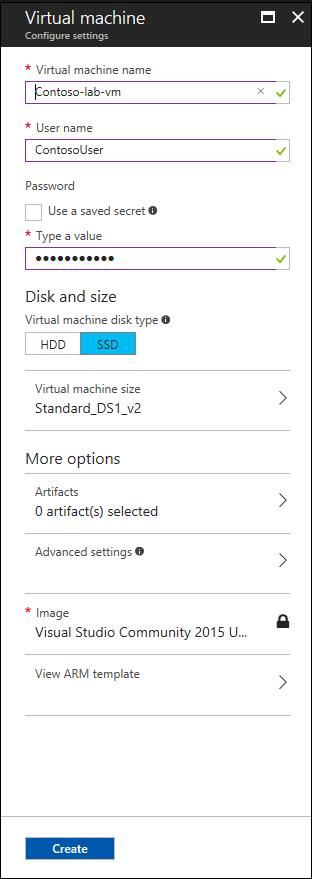 Virtual machine
Configure settings
* Virtual machine name
Contoso-lab-vm
* User name
ContosoUser
Password
Use a saved secret
* Type a value
•••••••••••
Disk and size
Virtual machine disk type
HDD SSD
Virtual machine size
Standard_DS1_v2
More options
Artifacts
0 artifact(s) selected
Advanced settings
* Image
Visual Studio Community 2015 U...
View ARM template
Create